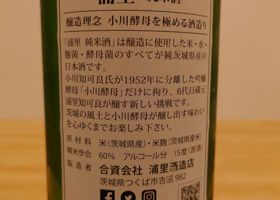 浦里 純米酒
醸造理念 小川酵母を極める酒造り
「浦里 純米酒」は醸造に使用した米・水・
麹菌・酵母菌のすべてが純茨城県産の
日本酒です。
小川知可良氏が1952年に分離した吟醸
酵母「小川酵母」だけに拘り、6代目蔵元
浦里知可良が醸す新しい挑戦です。
茨城の風土と小川酵母が醸し出す味わい
を心ゆくまでお楽しみ下さい。
原材料 米(茨城県産)・米麹(茨城県産米)
精米歩合 60% アルコール分 15度(原酒)
製造者 合資会社 浦里酒造店
茨城県つくば市吉沼982